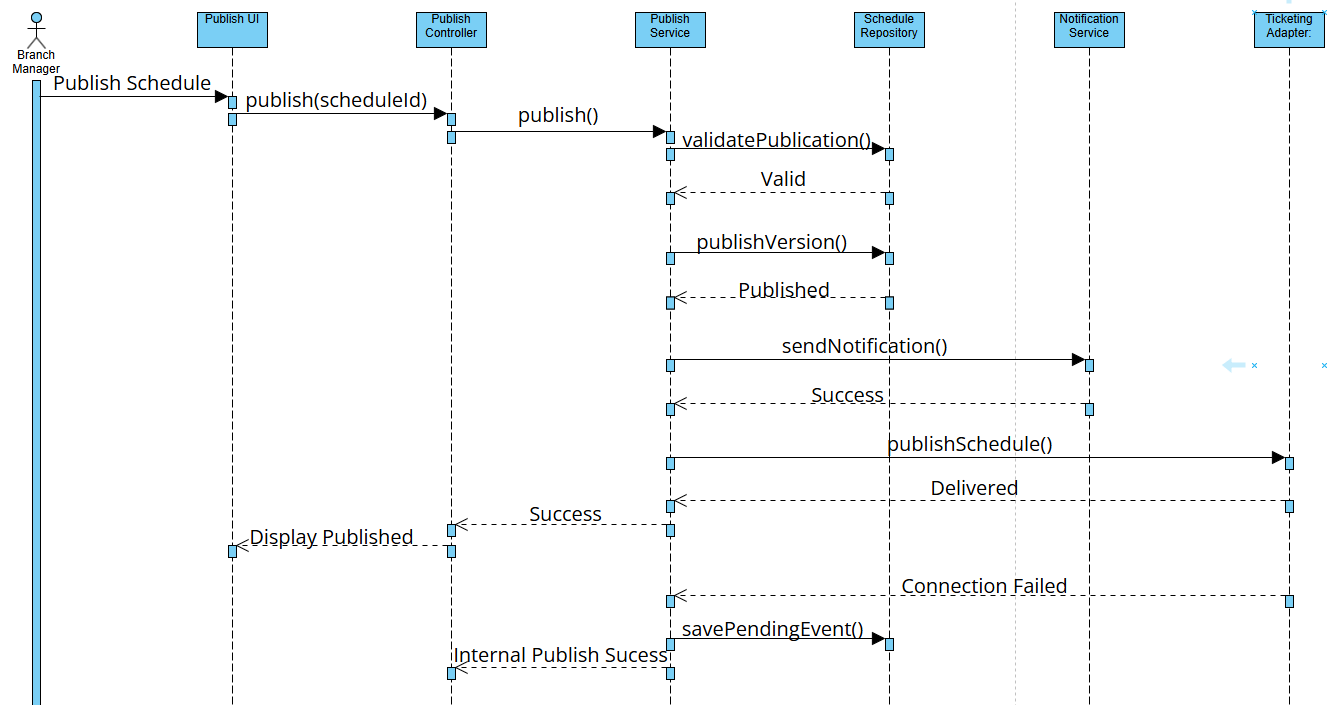 Publish UI
Publish
Controller
Publish
Service
Schedule
Repository
Notification
Service
Ticketing
Adapter:
Branch
Manager
Publish Schedule
publish(scheduleId)
publish()
validatePublication()
Valid
publishVersion()
Published
sendNotification()
Success
publishSchedule()
Delivered
Success
Display Published
Connection Failed
savePendingEvent()
Internal Publish Sucess